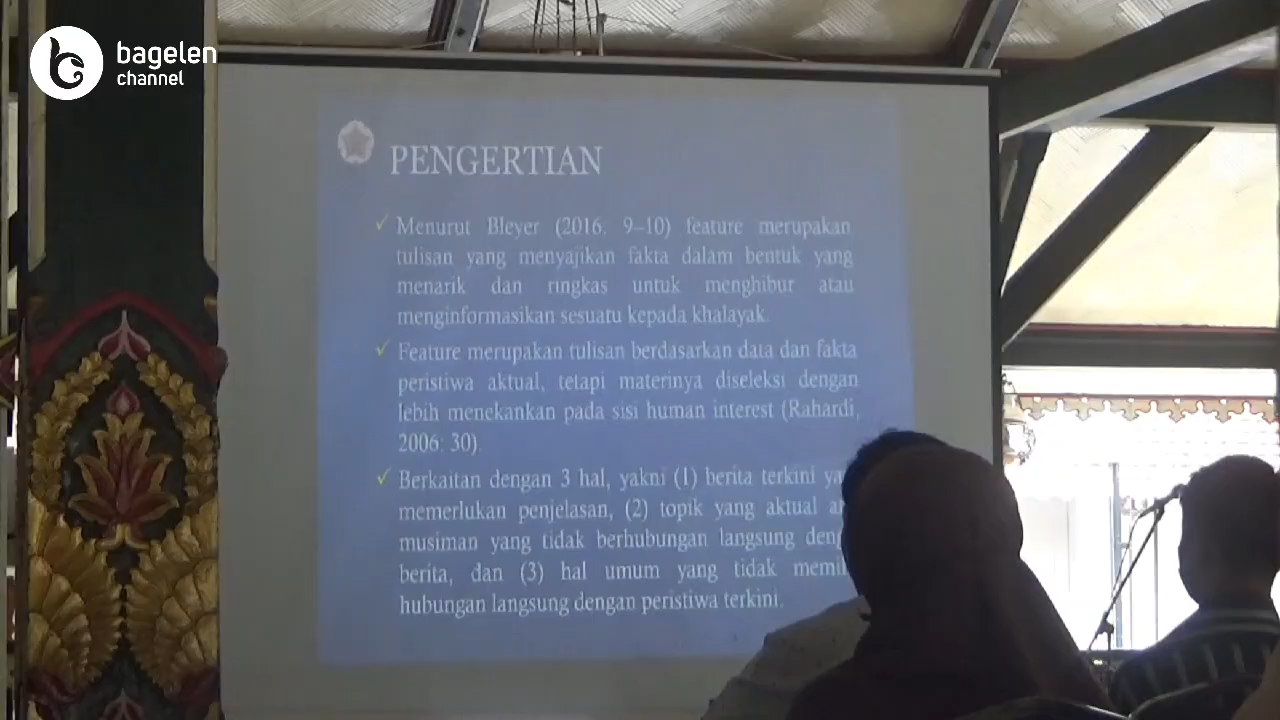 bagelen
channel
PENGERTIAN
Menurut Bleyer (2016: 9–10) feature merupakan
tulisan yang menyajikan fakta dalam bentuk yang
menarik dan ringkas untuk menghibur atau
menginformasikan sesuatu kepada khalayak.
Feature merupakan tulisan berdasarkan data dan fakta
peristiwa aktual, tetapi materinya diseleksi dengan
lebih menekankan pada sisi human interest (Rahardi,
2006: 30).
Berkaitan dengan 3 hal, yakni (1) berita terkini
memerlukan penjelasan, (2) topik yang aktual
musiman yang tidak berhubungan langsung
berita, dan (3) hal umum yang tidak
hubungan langsung dengan peristiwa terkini.